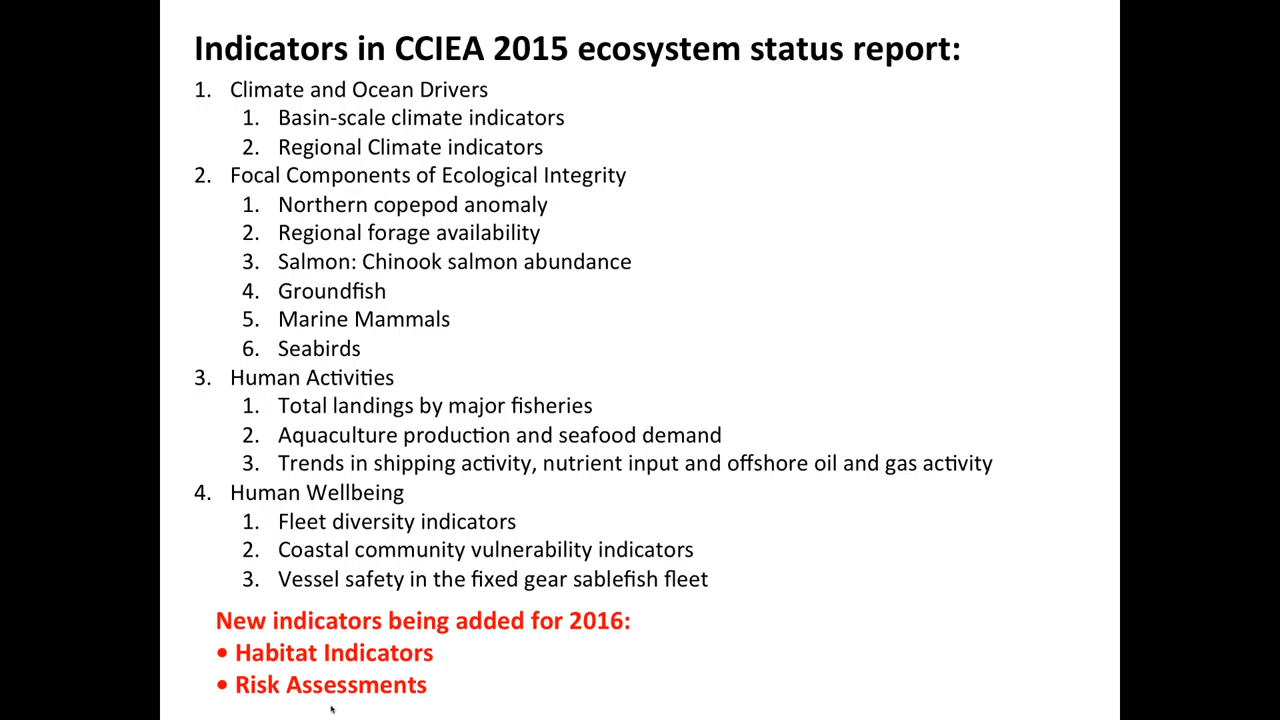 Indicators in CCIEA 2015 ecosystem status report:
1. Climate and Ocean Drivers
1. Basin-scale climate indicators
2. Regional Climate indicators
2. Focal Components of Ecological Integrity
1. Northern copepod anomaly
2. Regional forage availability
3. Salmon: Chinook salmon abundance
4. Groundfish
5. Marine Mammals
6. Seabirds
3. Human Activities
1. Total landings by major fisheries
2. Aquaculture production and seafood demand
3. Trends in shipping activity, nutrient input and offshore oil and gas activity
4. Human Wellbeing
1. Fleet diversity indicators
2. Coastal community vulnerability indicators
3. Vessel safety in the fixed gear sablefish fleet
New indicators being added for 2016:
• Habitat Indicators
• Risk Assessments